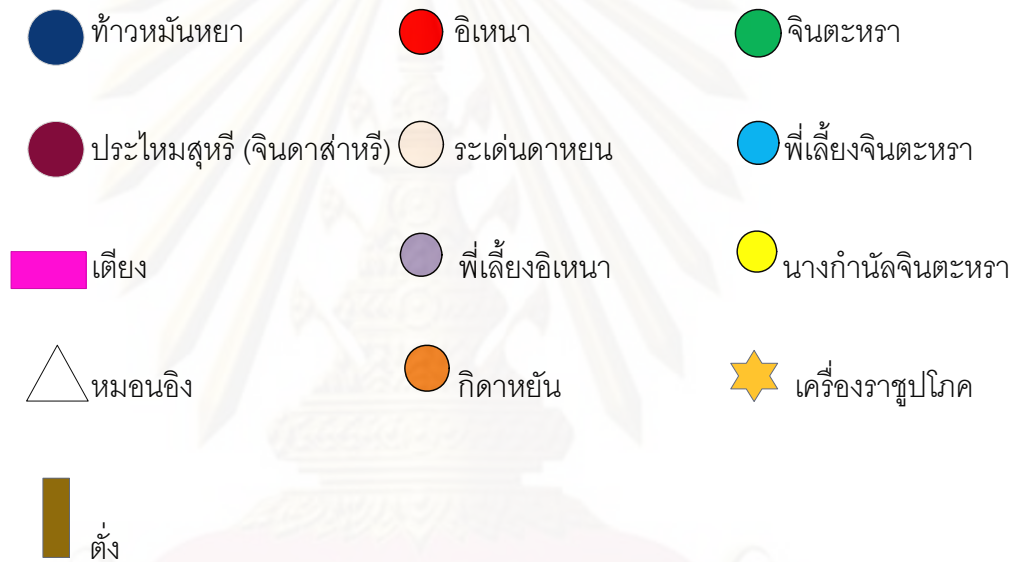 ท้าวหมันหยา อิเหนา จินตะหรา
ประไหมสุหรี (จินดาส่าหรี) ระเด่นดาหยน พี่เลี้ยงจินตะหรา
เตียง พี่เลี้ยงอิเหนา นางกำนัลจินตะหรา
หมอนอิง กิดาหยัน เครื่องราชูปโภค
ตั่ง